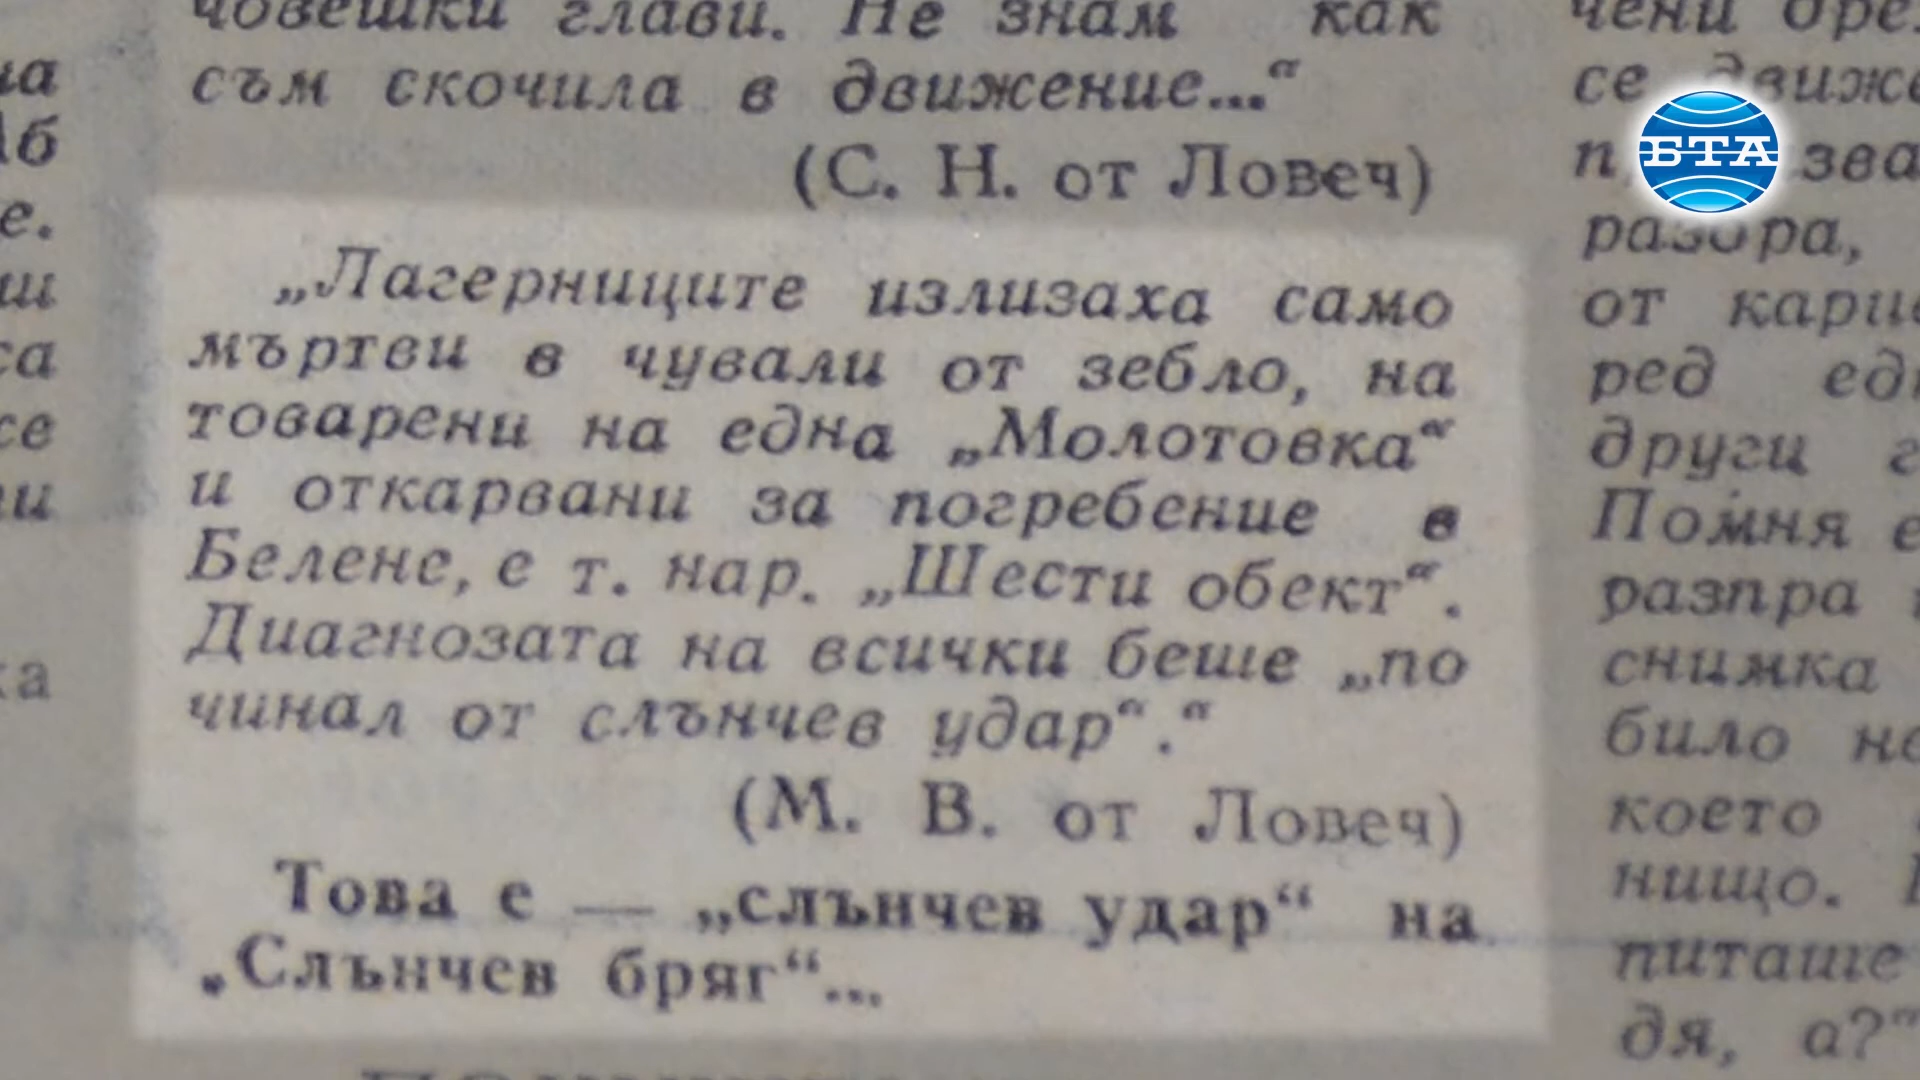 човешки глави. Не знам как
съм скочила в движение..."
(С. Н. от Ловеч)
„Лагерниците излизаха само
мъртви в чували от зебло, на
товарени на една „Молотовка“
и откарвани за погребение в
Белене, е т. нар. „Шести обект“.
Диагнозата на всички беше „по
чинал от слънчев удар“.“
(М. В. от Ловеч)
Това е — „слънчев удар“ на
„Слънчев бряг“...
БТА
се
разбра,
от
ред
други
Помня
разпра
снимка
било
което
нищо.
питаше
дя, а?“